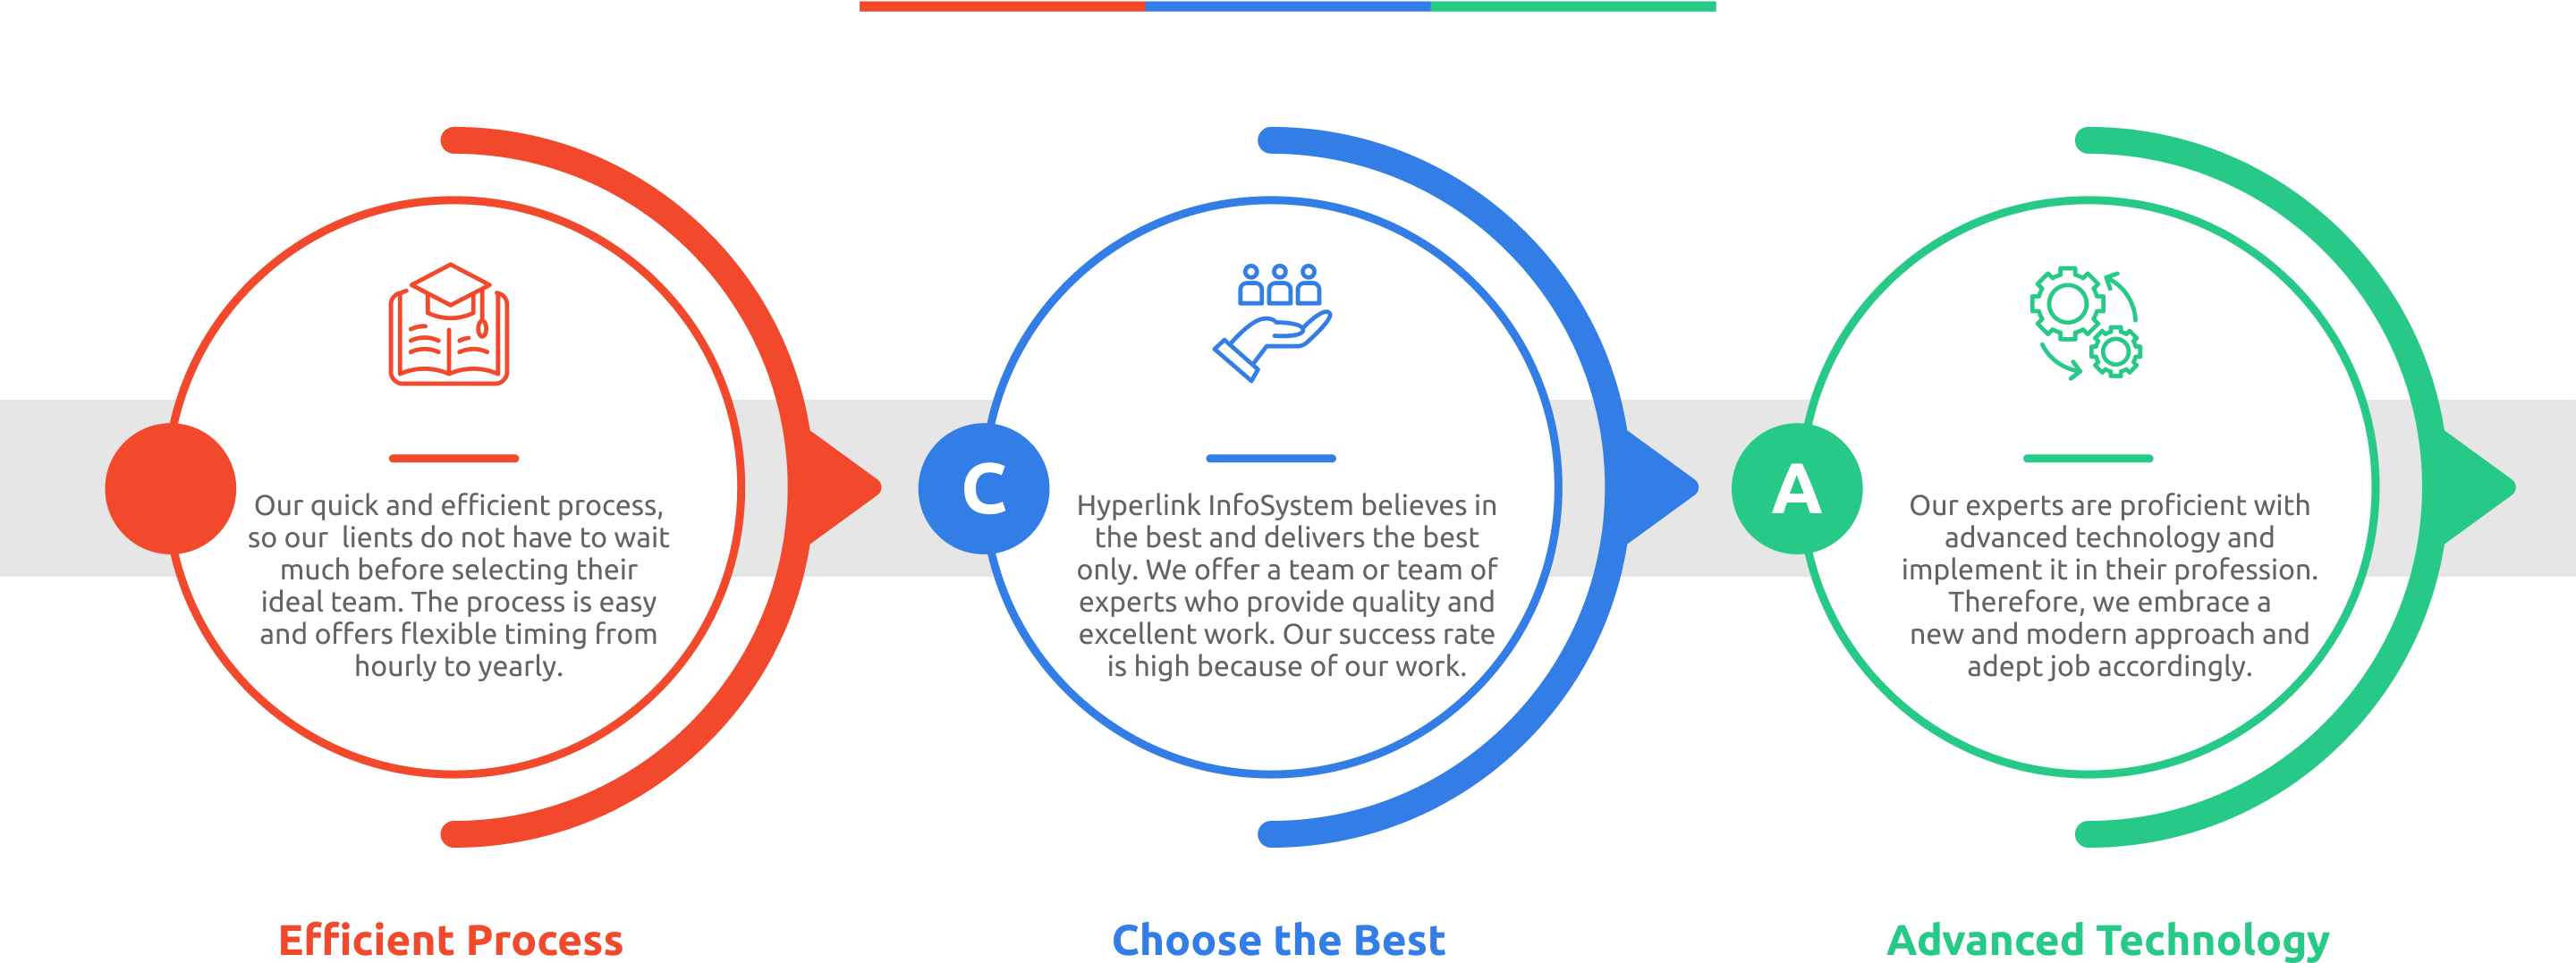 Our quick and efficient process,
so our  lients do not have to wait
much before selecting their
ideal team. The process is easy
and offers flexible timing from
hourly to yearly.
Efficient Process
C
Hyperlink InfoSystem believes in
the best and delivers the best
only. We offer a team or team of
experts who provide quality and
excellent work. Our success rate
is high because of our work.
Choose the Best
A
Our experts are proficient with
advanced technology and
implement it in their profession.
Therefore, we embrace a
new and modern approach and
adept job accordingly.
Advanced Technology